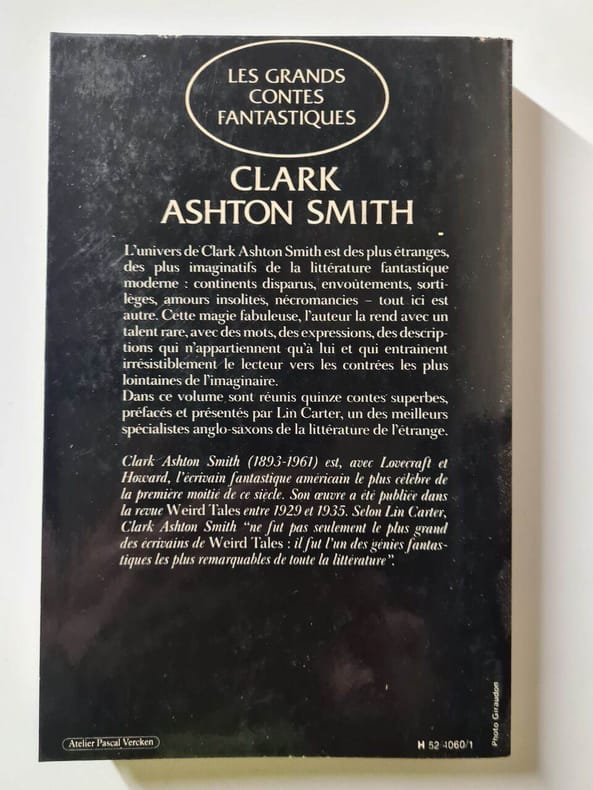 LES GRANDS
CONTES
FANTASTIQUES
CLARK
ASHTON SMITH
L'univers de Clark Ashton Smith est des plus étranges,
des plus imaginatifs de la littérature fantastique
moderne : continents disparus, envoûtements, sorti-
lèges, amours insolites, nécromancies – tout ici est
autre. Cette magie fabuleuse, l'auteur la rend avec un
talent rare, avec des mots, des expressions, des descrip-
tions qui n'appartiennent qu'à lui et qui entraînent
irrésistiblement le lecteur vers les contrées les plus
lointaines de l'imaginaire.
Dans ce volume sont réunis quinze contes superbes,
préfacés et présentés par Lin Carter, un des meilleurs
spécialistes anglo-saxons de la littérature de l'étrange.
Clark Ashton Smith (1893-1961) est, avec Lovecraft et
Howard, l'écrivain fantastique américain le plus célèbre de
la première moitié de ce siècle. Son œuvre a été publiée dans
la revue Weird Tales entre 1929 et 1935. Selon Lin Carter,
Clark Ashton Smith "ne fut pas seulement le plus grand
des écrivains de Weird Tales : il fut l'un des génies fantas-
tiques les plus remarquables de toute la littérature".
Atelier Pascal Vercken
H 52-4060/1
Photo Giraudon